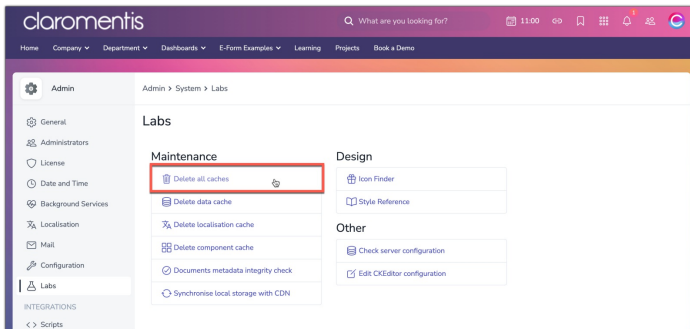 claromentis
What are you looking for?
11:00
1
Home Company Department Dashboards E-Form Examples Learning Projects Book a Demo
Admin
Admin > System > Labs
General
Administrators
License
Date and Time
Background Services
Localisation
Mail
Configuration
Labs
INTEGRATIONS
Scripts
Labs
Maintenance
Delete all caches
Delete data cache
Delete localisation cache
Delete component cache
Documents metadata integrity check
Synchronise local storage with CDN
Design
Icon Finder
Style Reference
Other
Check server configuration
Edit CKEditor configuration